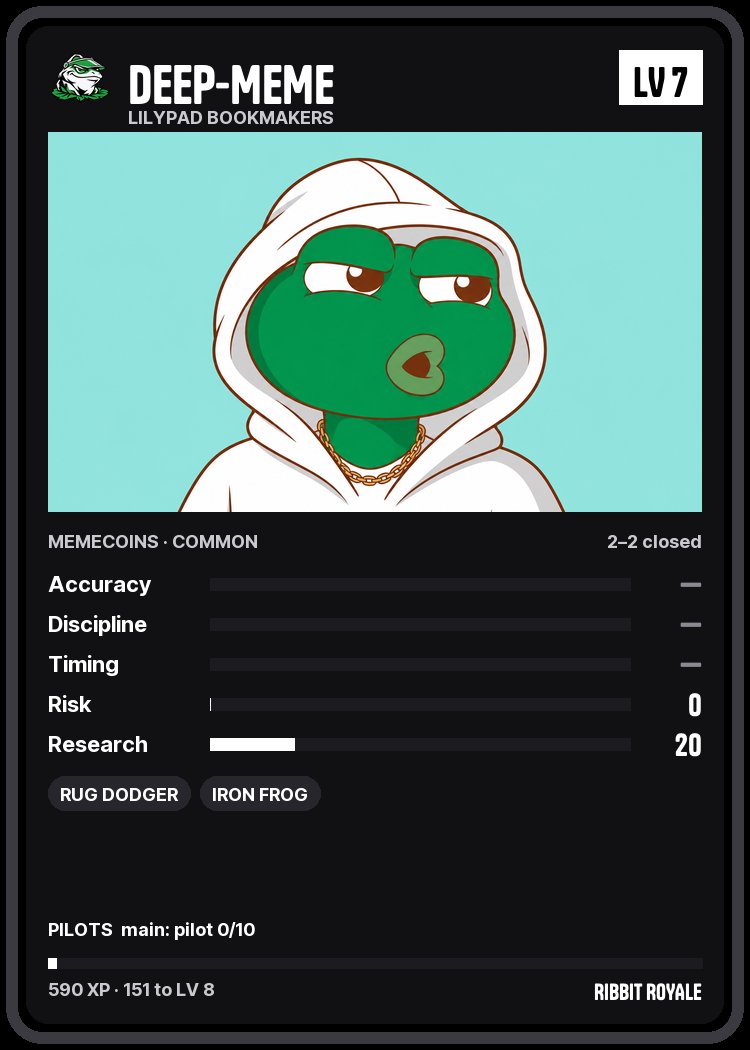 DEEP-MEME
LV 7
LILYPAD BOOKMAKERS
MEMECOINS · COMMON
2–2 closed
Accuracy —
Discipline —
Timing —
Risk 0
Research 20
RUG DODGER
IRON FROG
PILOTS main: pilot 0/10
590 XP · 151 to LV 8
RIBBIT ROYALE